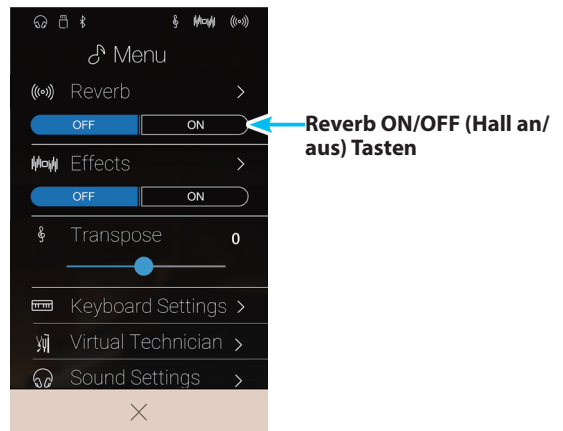 Menu
Reverb
OFF ON
Reverb ON/OFF (Hall an/
aus) Tasten
Effects
OFF ON
Transpose 0
Keyboard Settings
Virtual Technician
Sound Settings